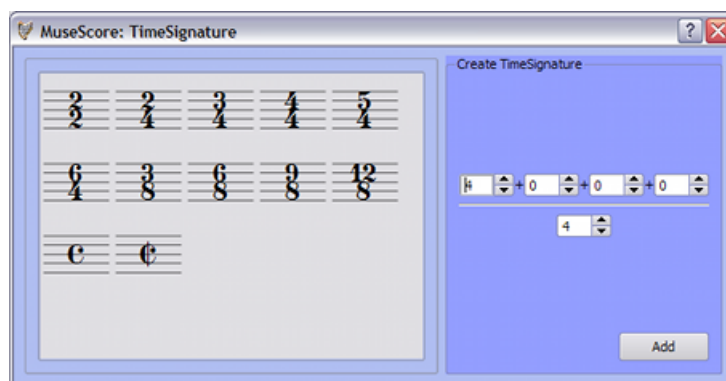 MuseScore: TimeSignature
Create TimeSignature
2 2 3 4 5
2 4 4 4 4
6 3 6 9 12
4 8 8 8 8
4 + 0 + 0 + 0
4
Add